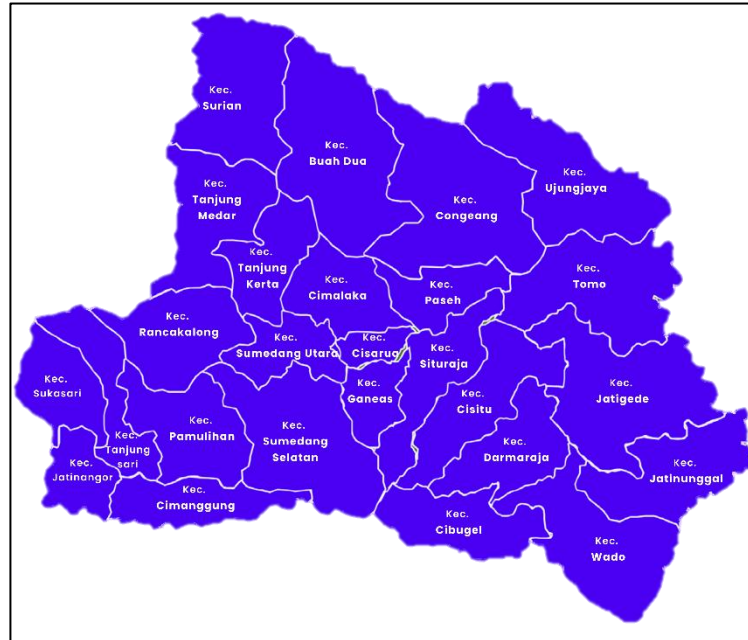 Kec.
Surian
Kec.
Buah Dua
Kec.
Ujungjaya
Kec.
Tanjung
Medar
Kec.
Congeang
Kec.
Tanjung
Kerta
Kec.
Cimalaka
Kec.
Paseh
Kec.
Tomo
Kec.
Rancakalong
Kec.
Sumedang Utara
Kec.
Cisarua
Kec.
Situraja
Kec.
Sukasari
Kec.
Ganeas
Kec.
Cisitu
Kec.
Jatigede
Kec.
Tanjung
sari
Kec.
Pamulihan
Kec.
Sumedang
Selatan
Kec.
Darmaraja
Kec.
Jatinangor
Kec.
Jatinunggal
Kec.
Cimanggung
Kec.
Cibugel
Kec.
Wado